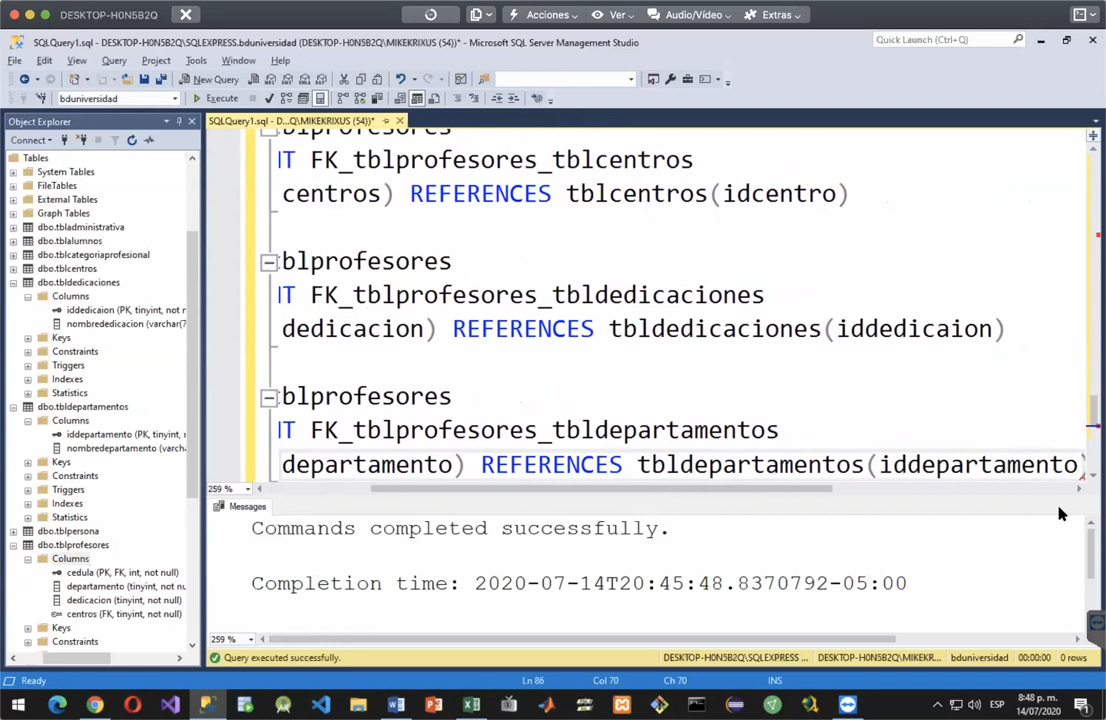 DESKTOP-H0N5B2Q
Acciones
Ver
Audio/Vídeo
Extras
SQLQuery1.sql - DESKTOP-H0N5B2Q\SQLEXPRESS.bduniversidad (DESKTOP-H0N5B2Q\MIKEKRIXUS (54))* - Microsoft SQL Server Management Studio
Quick Launch (Ctrl+Q)
File Edit View Query Project Tools Window Help
New Query
bduniversidad
Execute
Object Explorer
SQLQuery1.sql - D...Q\MIKEKRIXUS (54))*
Connect
Tables
System Tables
FileTables
External Tables
Graph Tables
dbo.tbladministrativa
dbo.tblalumnos
dbo.tblcategoriaprofesional
dbo.tblcentros
dbo.tbldedicaciones
Columns
iddedicaion (PK, tinyint, not n
nombrededicacion (varchar(7
Keys
Constraints
Triggers
Indexes
Statistics
dbo.tbldepartamentos
Columns
iddepartamento (PK, tinyint,
nombredepartamento (varchar
Keys
Constraints
Triggers
Indexes
Statistics
dbo.tblpersona
dbo.tblprofesores
Columns
cedula (PK, FK, int, not null)
departamento (tinyint, not nu
dedicacion (tinyint, not null)
centros (FK, tinyint, not null)
Keys
Constraints
blprofesores
IT FK_tblprofesores_tblcentros
centros) REFERENCES tblcentros(idcentro)
blprofesores
IT FK_tblprofesores_tbldedicaciones
dedicacion) REFERENCES tbldedicaciones(iddedicaion)
blprofesores
IT FK_tblprofesores_tbldepartamentos
departamento) REFERENCES tbldepartamentos(iddepartamento)
259 %
Messages
Commands completed successfully.
Completion time: 2020-07-14T20:45:48.8370792-05:00
259 %
Query executed successfully.
DESKTOP-H0N5B2Q\SQLEXPRESS ...
DESKTOP-H0N5B2Q\MIKEKR...
bduniversidad
00:00:00
0 rows
Ready
Ln 86
Col 70
Ch 70
INS
ESP
8:48 p. m.
14/07/2020
1